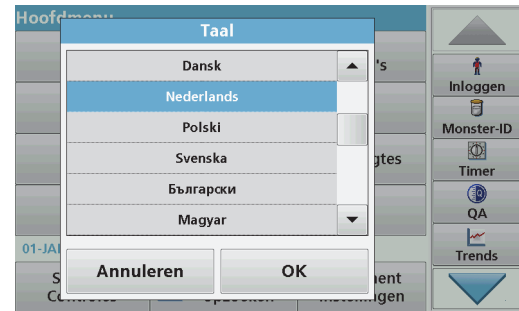 Hoofdmenu
Taal
Dansk
Nederlands
Polski
Svenska
Български
Magyar
Annuleren
OK
's
gtes
01-JA
ent
Inloggen
Monster-ID
Timer
QA
Trends